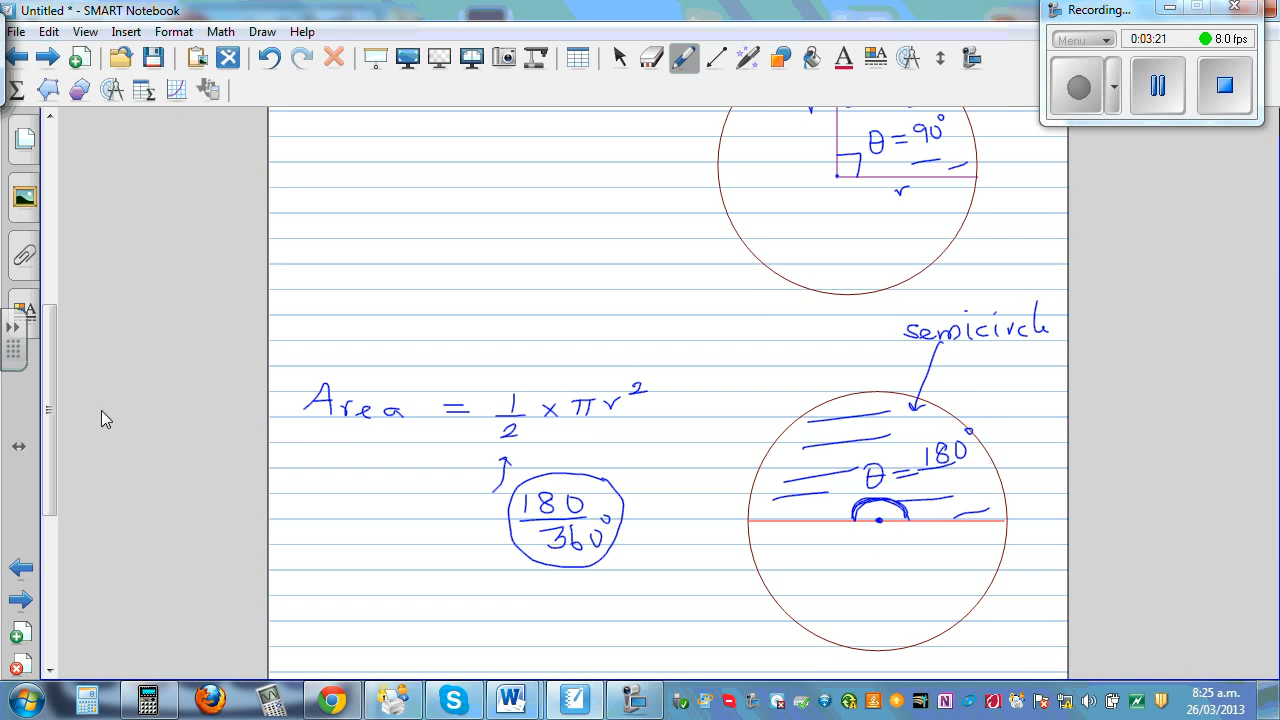 Untitled * - SMART Notebook
File Edit View Insert Format Math Draw Help
Recording...
Menu 0:03:21 8.0 fps
θ = 90°
r
semicircle
Area = 1/2 × πr²
180/360°
θ = 180°
8:25 a.m.
26/03/2013